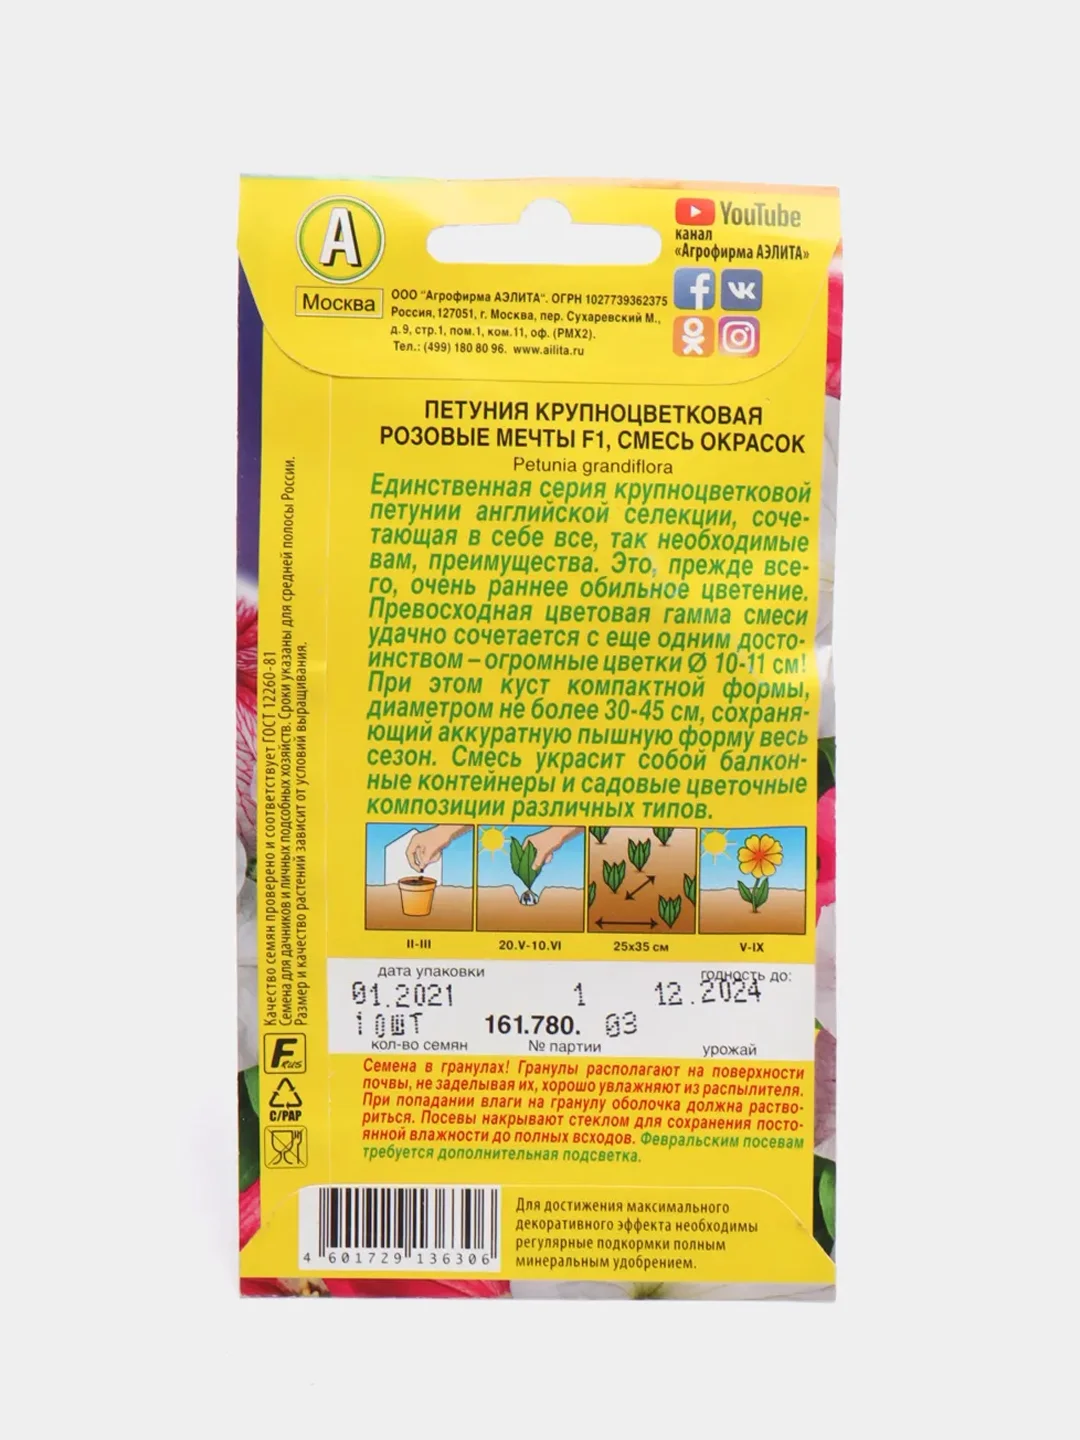 А
Москва
ООО "Агрофирма АЭЛИТА". ОГРН 1027739362375
Россия,127051, г. Москва, пер. Сухаревский М.,
д.9, стр.1, пом.1, ком.11, оф. (РМХ2).
Тел.: (499) 180 80 96. www.ailita.ru
YouTube
канал
«Агрофирма АЭЛИТА»
ПЕТУНИЯ КРУПНОЦВЕТКОВАЯ
РОЗОВЫЕ МЕЧТЫ F1, СМЕСЬ ОКРАСОК
Petunia grandiflora
Единственная серия крупноцветковой
петунии английской селекции, соче-
тающая в себе все, так необходимые
вам, преимущества. Это, прежде все-
го, очень раннее обильное цветение.
Превосходная цветовая гамма смеси
удачно сочетается с еще одним досто-
инством – огромные цветки Ø 10-11 см!
При этом куст компактной формы,
диаметром не более 30-45 см, сохраня-
ющий аккуратную пышную форму весь
сезон. Смесь украсит собой балкон-
ные контейнеры и садовые цветочные
композиции различных типов.
II-III
20.V-10.VI
25х35 см
V-IX
дата упаковки
годность до:
01.2021
1
12.2024
10ШТ
161.780.
03
кол-во семян
№ партии
урожай
Семена в гранулах! Гранулы располагают на поверхности
почвы, не заделывая их, хорошо увлажняют из распылителя.
При попадании влаги на гранулу оболочка должна раство-
риться. Посевы накрывают стеклом для сохранения посто-
янной влажности до полных всходов. Февральским посевам
требуется дополнительная подсветка.
Для достижения максимального
декоративного эффекта необходимы
регулярные подкормки полным
минеральным удобрением.
4 601729 136306
Качество семян проверено и соответствует ГОСТ 12260-81
Семена для дачников и личных подсобных хозяйств. Сроки указаны для средней полосы России.
Размер и качество растений зависит от условий выращивания.
F
RUS
C/PAP